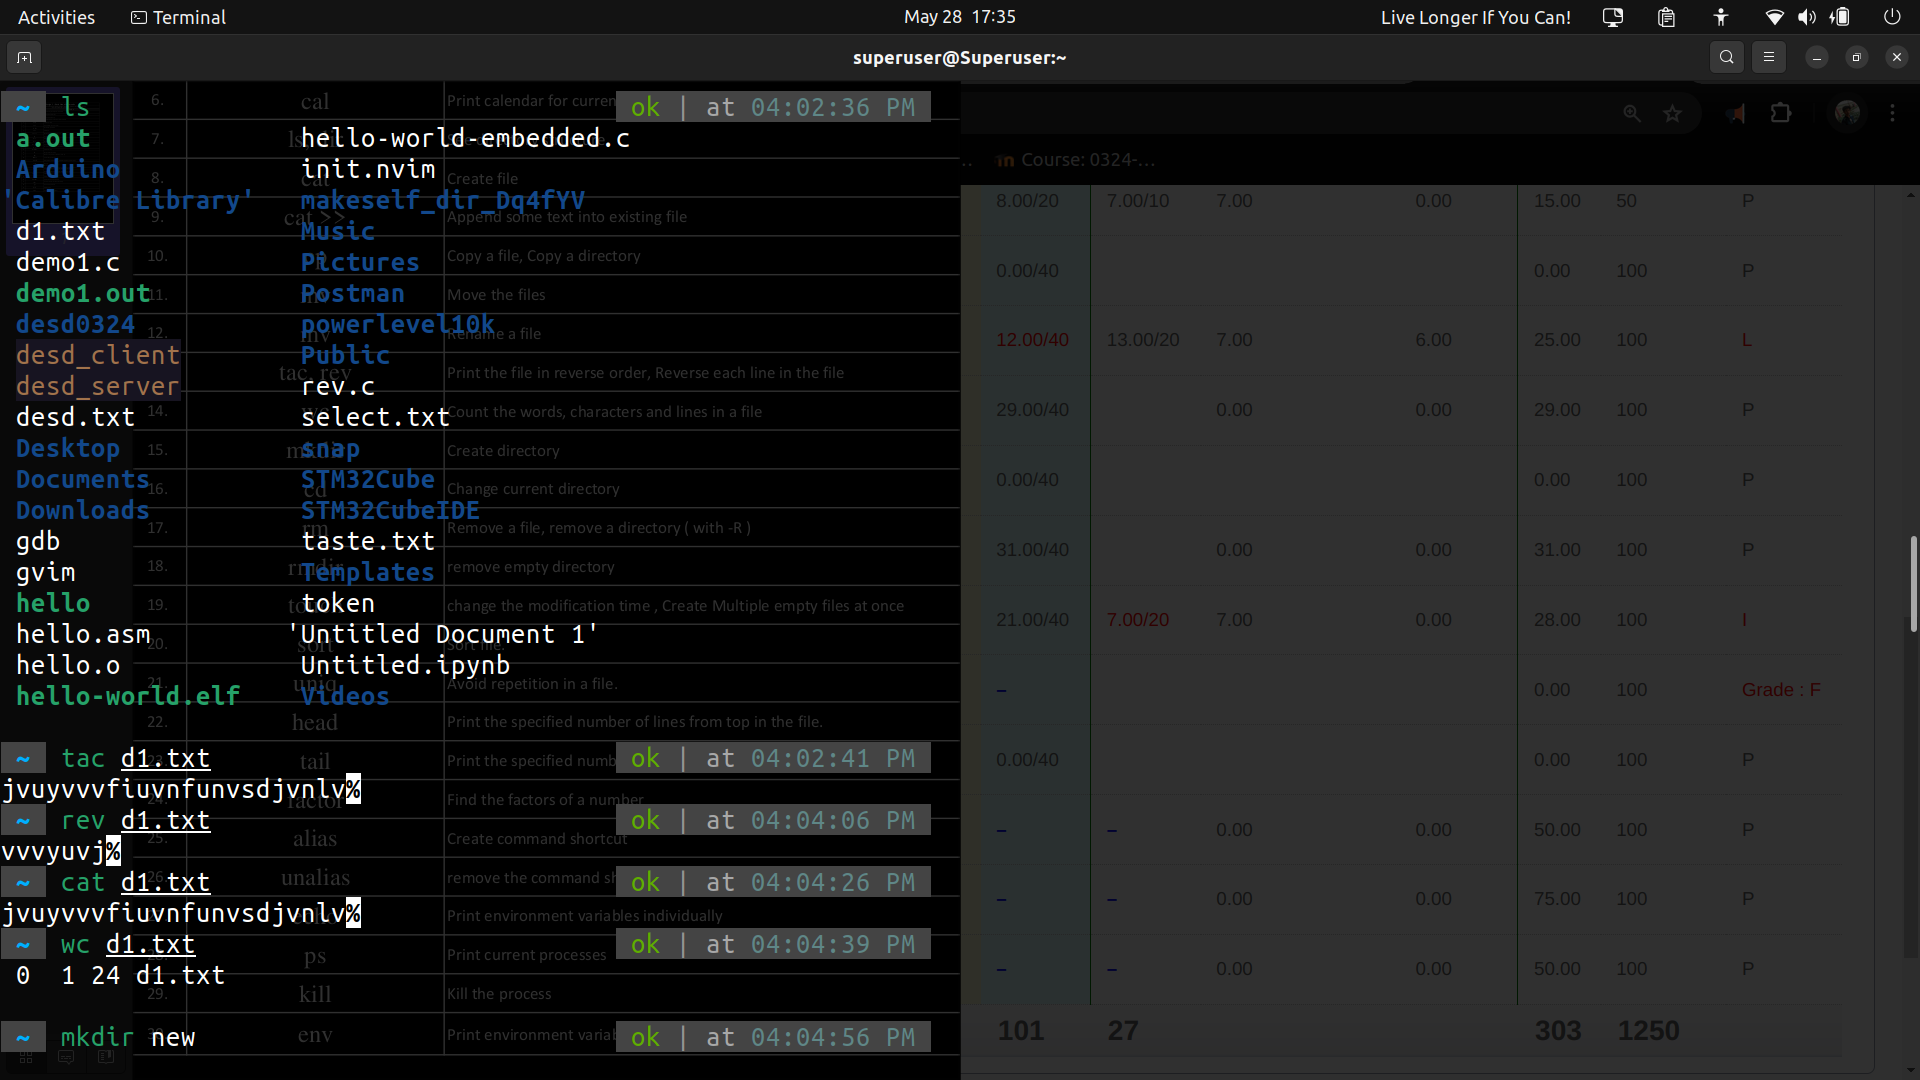 Activities Terminal May 28 17:35 Live Longer If You Can!
superuser@Superuser:~
~ ls ok | at 04:02:36 PM
a.out hello-world-embedded.c
Arduino init.nvim
'Calibre Library' makeself_dir_Dq4fYV
d1.txt Music
demo1.c Pictures
demo1.out Postman
desd0324 powerlevel10k
desd_client Public
desd_server rev.c
desd.txt select.txt
Desktop snap
Documents STM32Cube
Downloads STM32CubeIDE
gdb taste.txt
gvim Templates
hello token
hello.asm 'Untitled Document 1'
hello.o Untitled.ipynb
hello-world.elf Videos
~ tac d1.txt ok | at 04:02:41 PM
jvuyvvvfiuvnfunvsdjvnlv%
~ rev d1.txt ok | at 04:04:06 PM
vvvyuvj%
~ cat d1.txt ok | at 04:04:26 PM
jvuyvvvfiuvnfunvsdjvnlv%
~ wc d1.txt ok | at 04:04:39 PM
0 1 24 d1.txt
~ mkdir new ok | at 04:04:56 PM
6. cal Print calendar for curren
7.
8. cat Create file
9. cat >> Append some text into existing file
10. Copy a file, Copy a directory
11. mv Move the files
12. mv Rename a file
tac, rev Print the file in reverse order, Reverse each line in the file
14. wc Count the words, characters and lines in a file
15. mkdir Create directory
16. cd Change current directory
17. rm Remove a file, remove a directory ( with -R )
18. rmdir remove empty directory
19. touch change the modification time , Create Multiple empty files at once
20. sort Sort file.
21. uniq Avoid repetition in a file.
22. head Print the specified number of lines from top in the file.
23. tail Print the specified numb
24. factor Find the factors of a number
25. alias Create command shortcut
26. unalias remove the command sh
Print environment variables individually
ps Print current processes
29. kill Kill the process
30. env Print environment variab
Course: 0324-...
8.00/20 7.00/10 7.00 0.00 15.00 50 P
0.00/40 0.00 100 P
12.00/40 13.00/20 7.00 6.00 25.00 100 L
29.00/40 0.00 0.00 29.00 100 P
0.00/40 0.00 100 P
31.00/40 0.00 0.00 31.00 100 P
21.00/40 7.00/20 7.00 0.00 28.00 100 I
– 0.00 100 Grade : F
0.00/40 0.00 100 P
– – 0.00 0.00 50.00 100 P
– – 0.00 0.00 75.00 100 P
– – 0.00 0.00 50.00 100 P
101 27 303 1250